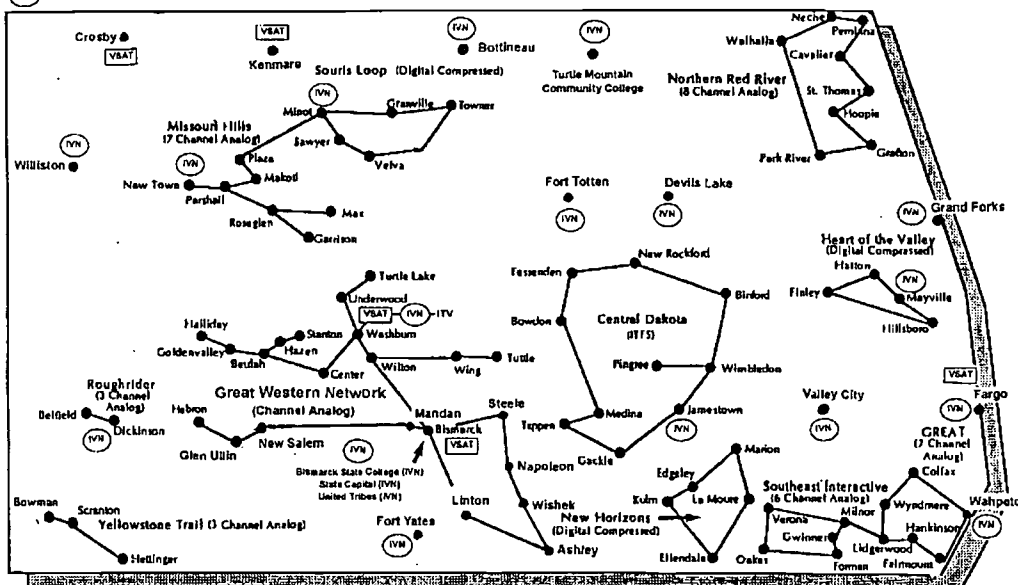 Neche
Pembina
Crosby
VSAT
VSAT
Kenmare
IVN
Bottineau
IVN
Turtle Mountain
Community College
Walhalla
Cavalier
Souris Loop (Digital Compressed)
Northern Red River
(8 Channel Analog)
St. Thomas
Hoople
IVN
Minot
Granville
Towner
Missouri Hills
(7 Channel Analog)
Sawyer
Velva
Park River
Grafton
IVN
Williston
IVN
New Town
Plaza
Makoti
Parshall
Roseglen
Max
Garrison
Fort Totten
IVN
Devils Lake
IVN
IVN
Grand Forks
Heart of the Valley
(Digital Compressed)
Hatton
IVN
Finley
Mayville
Hillsboro
Turtle Lake
Underwood
VSAT
IVN
ITV
Washburn
New Rockford
Fessenden
Binford
Bowdon
Central Dakota
(ITFS)
Pingree
Wimbledon
Halliday
Stanton
Goldenvalley
Hazen
Beulah
Center
Wilton
Wing
Tuttle
Great Western Network
(Channel Analog)
Roughrider
(3 Channel
Analog)
Belfield
Dickinson
IVN
Hebron
Glen Ullin
New Salem
Mandan
Bismarck
VSAT
Steele
IVN
Bismarck State College (IVN)
State Capital (IVN)
United Tribes (IVN)
Medina
Tappen
Jamestown
IVN
Gackle
Valley City
IVN
VSAT
IVN
Fargo
GREAT
(7 Channel
Analog)
Colfax
Napoleon
Edgeley
Marion
Kulm
La Moure
Southeast Interactive
(6 Channel Analog)
Verona
Milnor
Wyndmere
Wahpeton
IVN
Gwinner
Hankinson
Lidgerwood
Bowman
Scranton
Yellowstone Trail (3 Channel Analog)
Hettinger
Linton
Wishek
New Horizons
(Digital Compressed)
Fort Yates
IVN
Ashley
Ellendale
Oakes
Forman
Fairmount